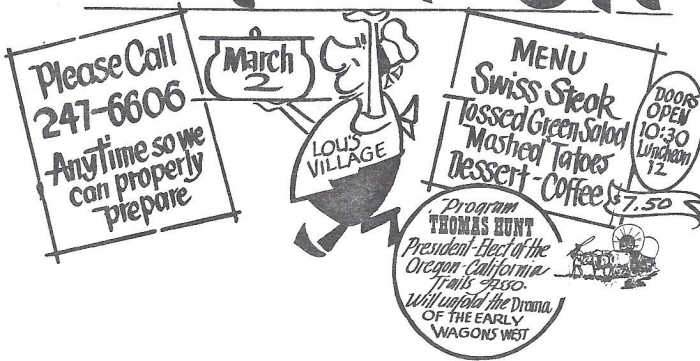 Please Call
247-6606
Anytime so we
can properly
prepare
March
2
LOU'S
VILLAGE
MENU
Swiss Steak
Tossed Green Salad
Mashed Tatoes
Dessert - Coffee
$7.50
DOORS
OPEN
10:30
Luncheon
12
Program
THOMAS HUNT
President-Elect of the
Oregon-California
Trails Asso.
Will unfold the Drama
OF THE EARLY
WAGONS WEST